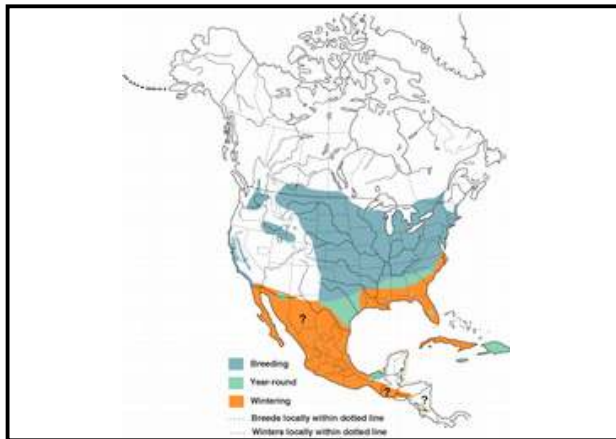 ?
? ?
Breeding
Year-round
Wintering
Breeds locally within dotted line
Winters locally within dotted line